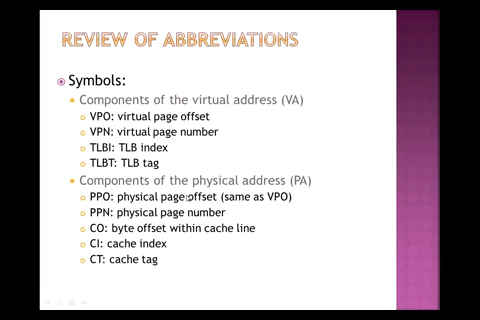 REVIEW OF ABBREVIATIONS
Symbols:
Components of the virtual address (VA)
VPO: virtual page offset
VPN: virtual page number
TLBI: TLB index
TLBT: TLB tag
Components of the physical address (PA)
PPO: physical page offset (same as VPO)
PPN: physical page number
CO: byte offset within cache line
CI: cache index
CT: cache tag